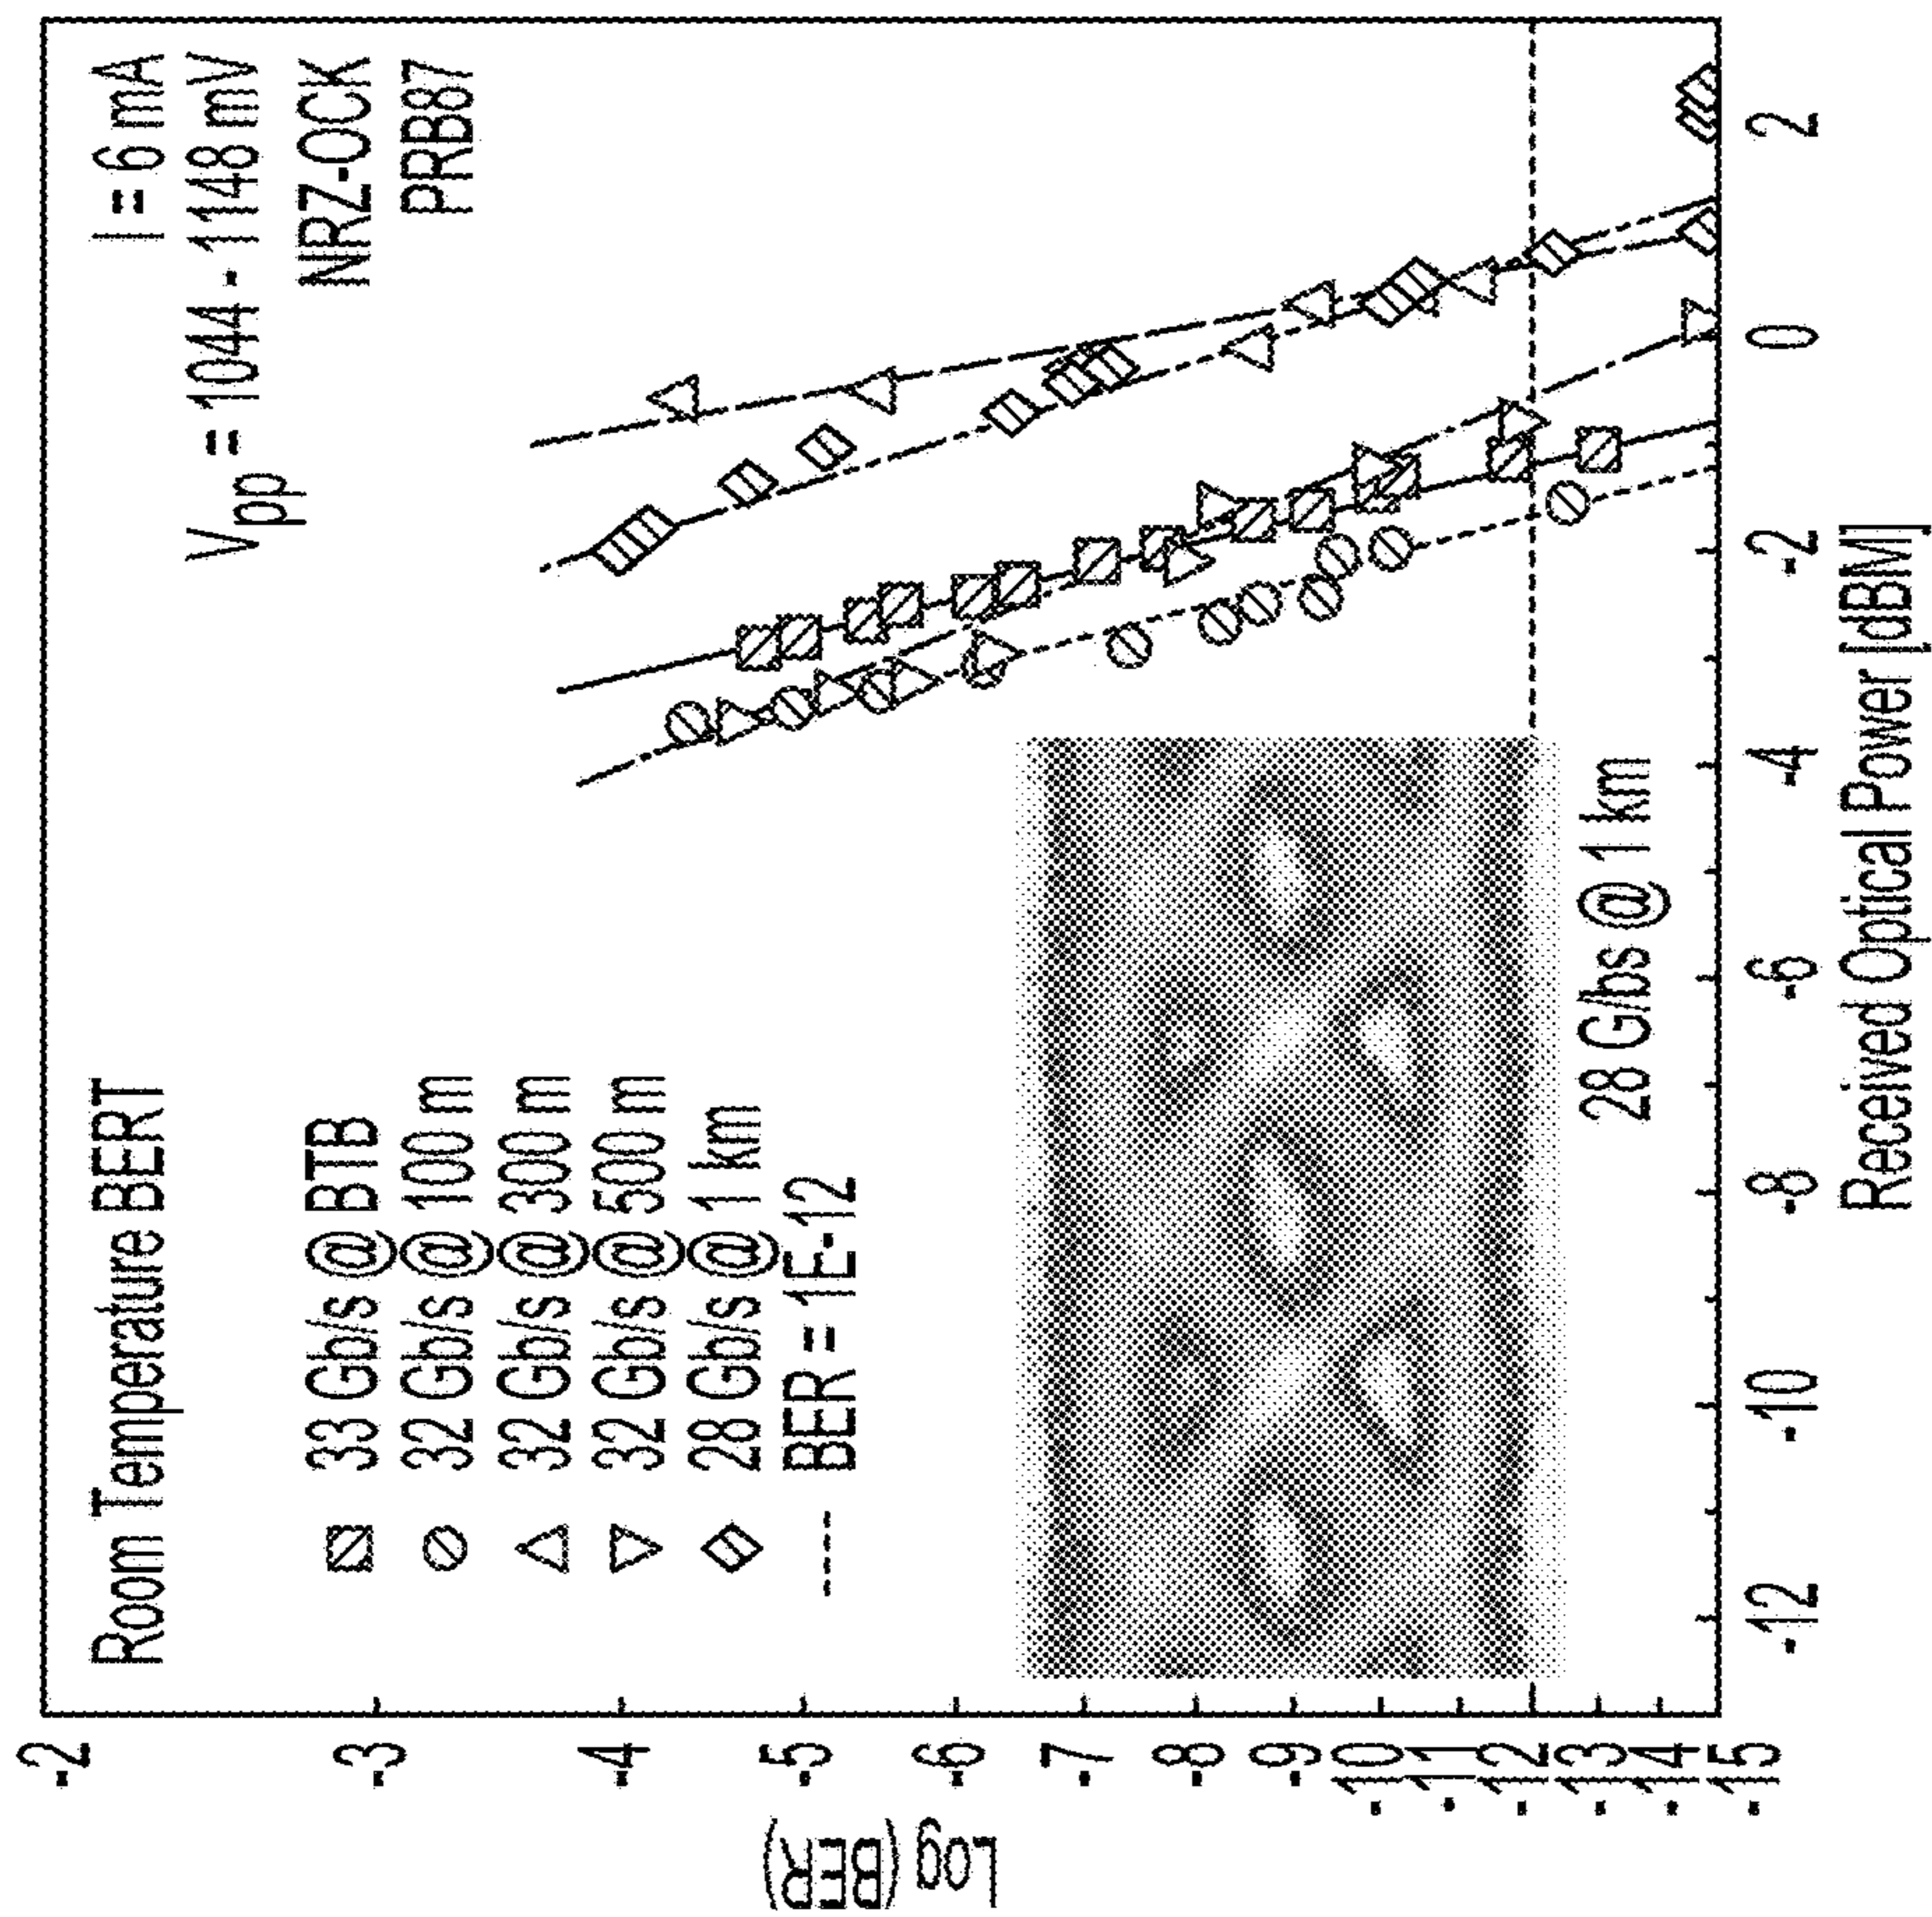 Room Temperature BERT
33 Gb/s @ BTB
32 Gb/s @ 100 m
32 Gb/s @ 300 m
32 Gb/s @ 500 m
28 Gb/s @ 1 km
BER = 1E-12
I = 6 mA
Vpp = 1044 - 1148 mV
NRZ-OCK
PRB87
28 G/bs @ 1 km
Log (BER)
-2
-3
-4
-5
-6
-7
-8
-9
-10
-11
-12
-13
-14
-15
-12 -10 -8 -6 -4 -2 0 2
Received Optical Power [dBM]